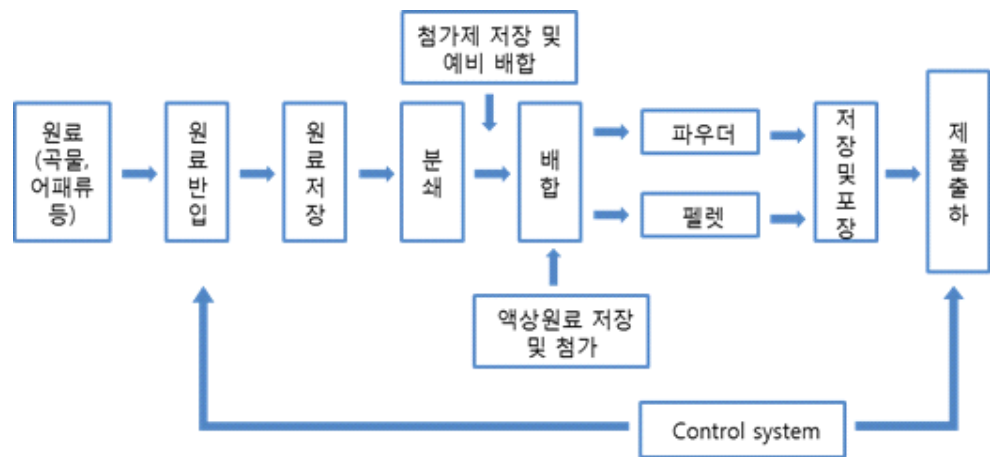 첨가제 저장 및
예비 배합
원료
(곡물,
어패류
등)
원
료
반
입
원
료
저
장
분
쇄
배
합
파우더
펠렛
저
장
및
포
장
제
품
출
하
액상원료 저장
및 첨가
Control system